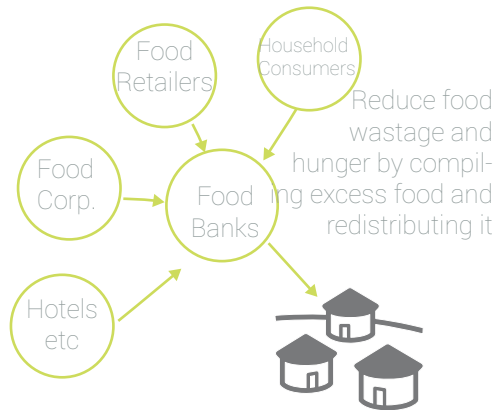 Food
Retailers
Household
Consumers
Reduce food
wastage and
hunger by compil-
ing excess food and
redistributing it
Food
Corp.
Food
Banks
Hotels
etc